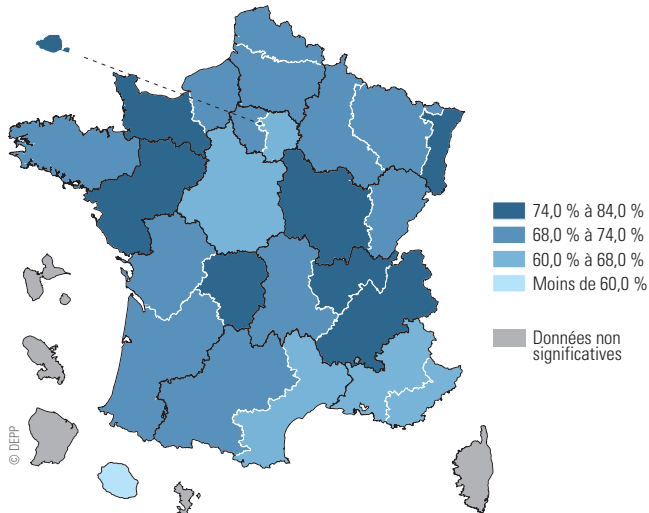 74,0 % à 84,0 %
68,0 % à 74,0 %
60,0 % à 68,0 %
Moins de 60,0 %
Données non
significatives
© DEPP